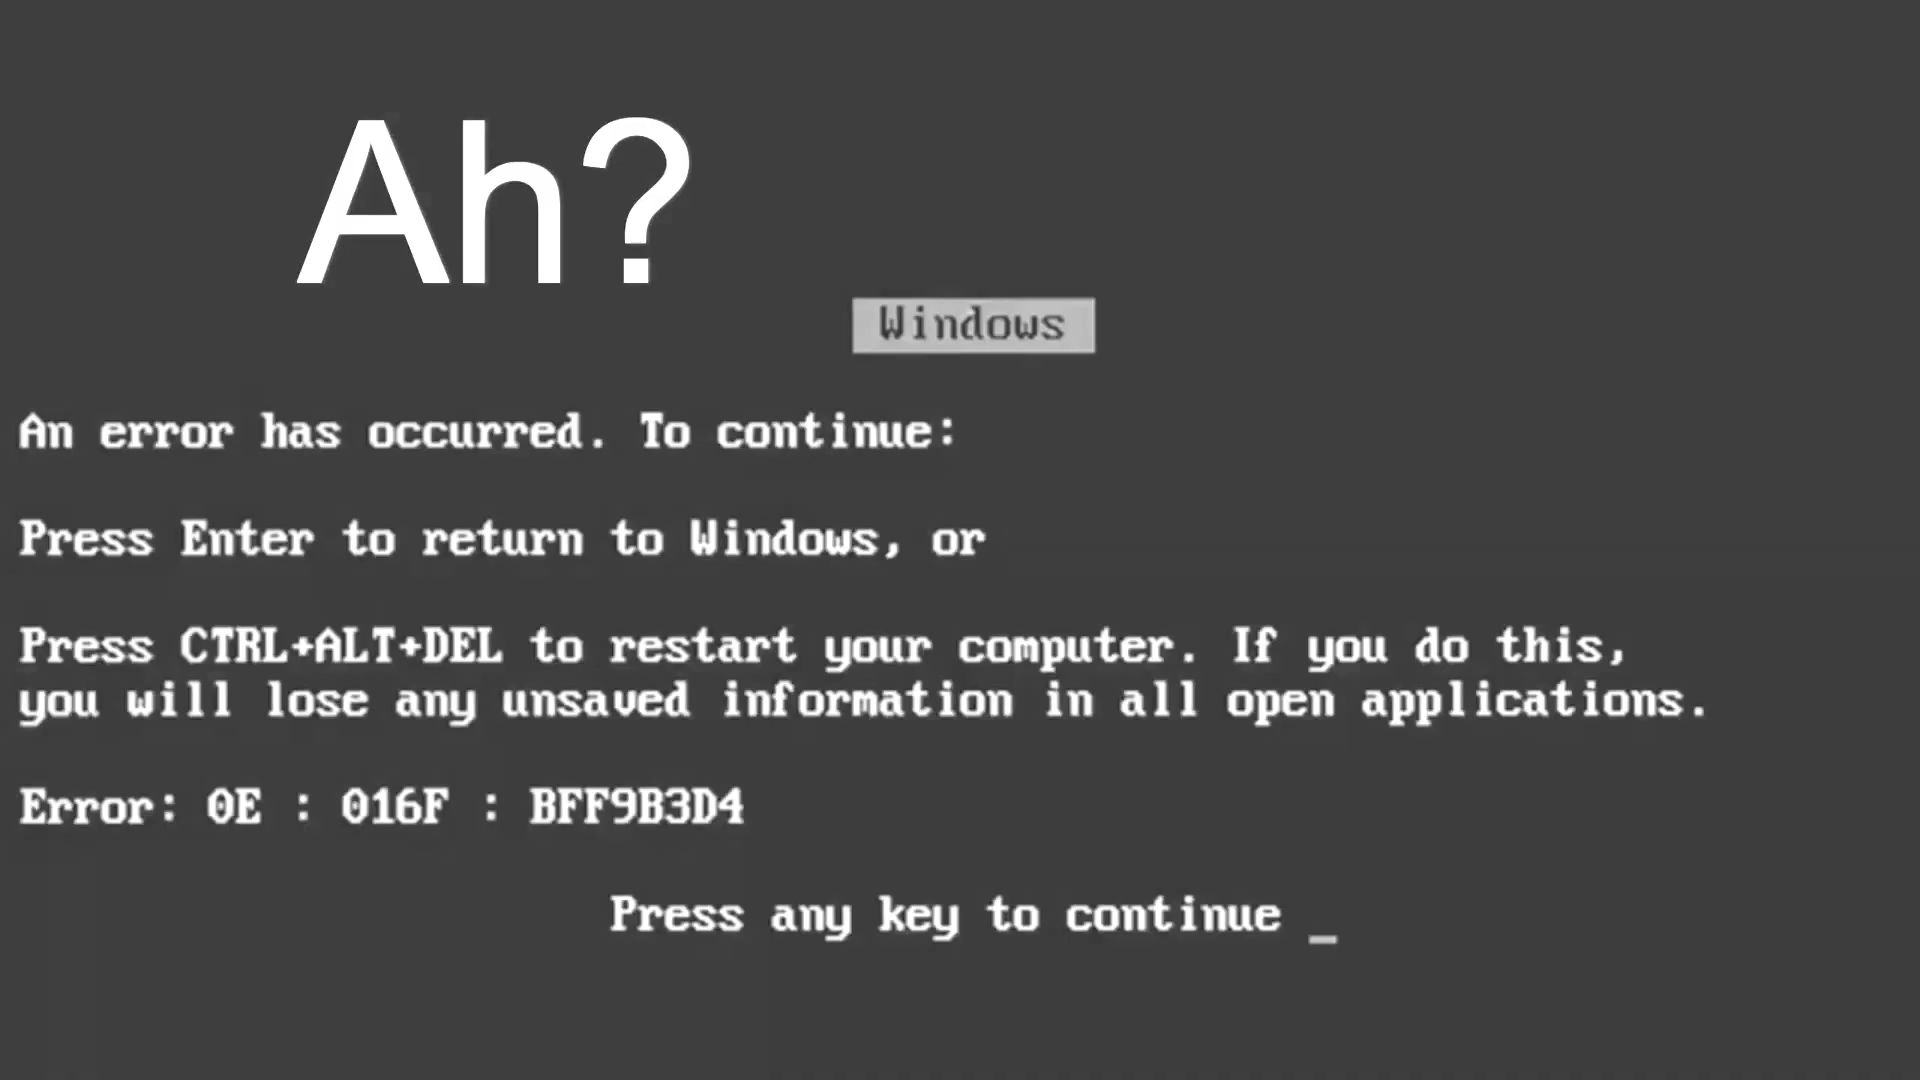 Ah?
Windows
An error has occurred. To continue:
Press Enter to return to Windows, or
Press CTRL+ALT+DEL to restart your computer. If you do this,
you will lose any unsaved information in all open applications.
Error: 0E : 016F : BFF9B3D4
Press any key to continue _